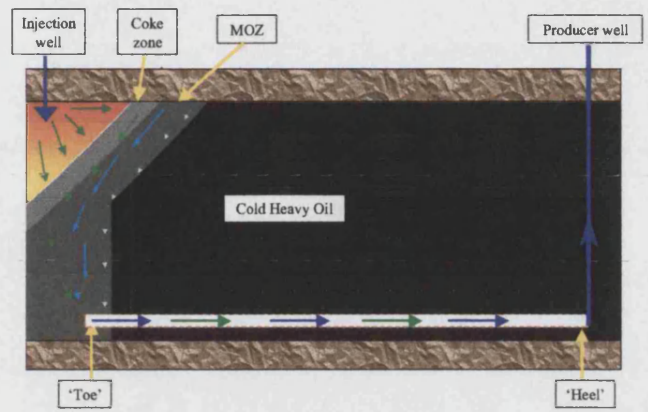 Injection
well
Coke
zone
MOZ
Producer well
Cold Heavy Oil
'Toe'
'Heel'